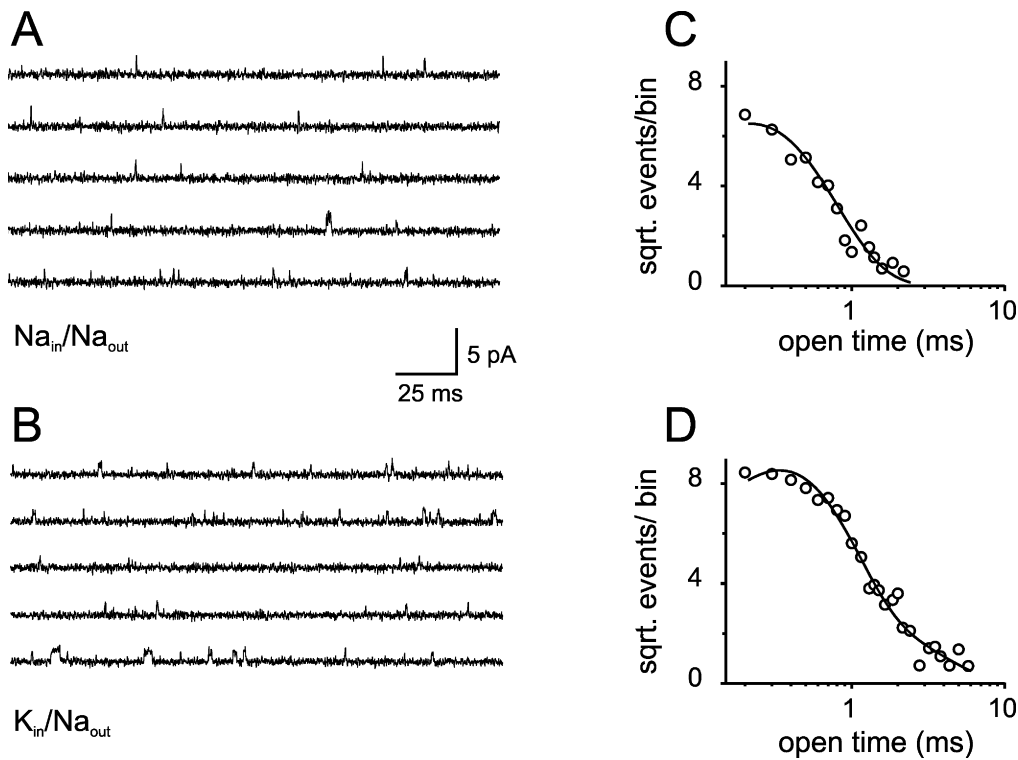 A
Na_in/Na_out
5 pA
25 ms
B
K_in/Na_out
C
sqrt. events/bin
8
4
0
1
10
open time (ms)
D
sqrt. events/ bin
8
4
0
1
10
open time (ms)